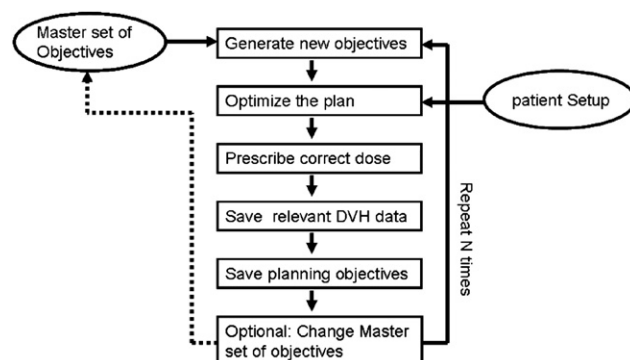 Master set of
Objectives
Generate new objectives
Optimize the plan
patient Setup
Prescribe correct dose
Save relevant DVH data
Repeat N times
Save planning objectives
Optional: Change Master
set of objectives